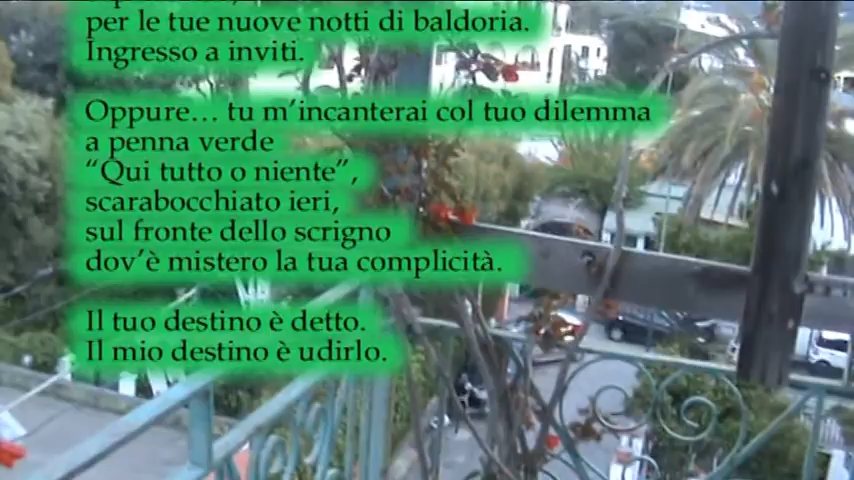 per le tue nuove notti di baldoria.
Ingresso a inviti.
Oppure… tu m'incanterai col tuo dilemma
a penna verde
“Qui tutto o niente”,
scarabocchiato ieri,
sul fronte dello scrigno
dov'è mistero la tua complicità.
Il tuo destino è detto.
Il mio destino è udirlo.